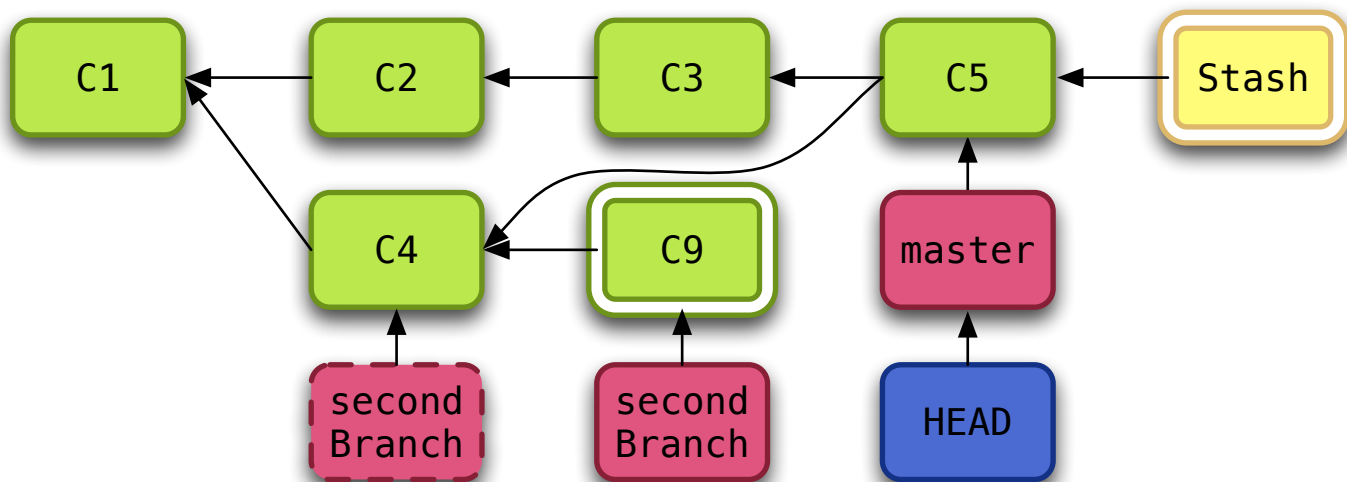 C1
C2
C3
C5
Stash
C4
C9
master
second
Branch
second
Branch
HEAD